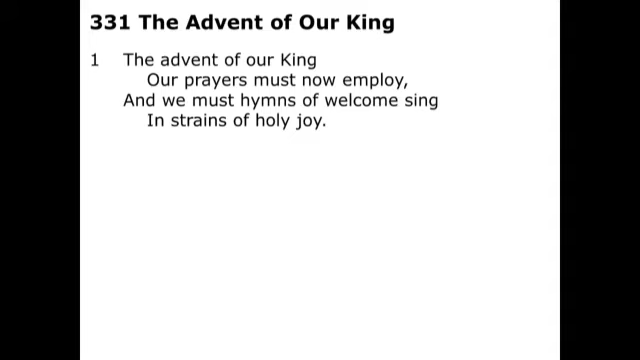 331 The Advent of Our King
1 The advent of our King
Our prayers must now employ,
And we must hymns of welcome sing
In strains of holy joy.